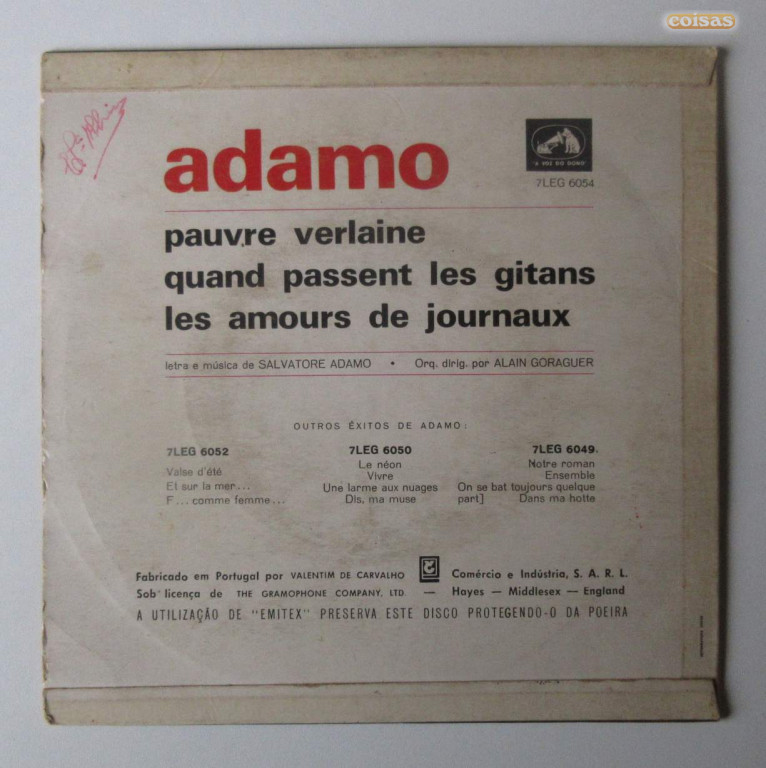 coisas
adamo
"A VOZ DO DONO"
7LEG 6054
pauvre verlaine
quand passent les gitans
les amours de journaux
letra e música de SALVATORE ADAMO • Orq. dirig. por ALAIN GORAGUER
OUTROS ÊXITOS DE ADAMO:
7LEG 6052
Valse d'été
Et sur la mer...
F... comme femme...
7LEG 6050
Le néon
Vivre
Une larme aux nuages
Dis, ma muse
7LEG 6049
Notre roman
Ensemble
On se bat toujours quelque
part] Dans ma hotte
Fabricado em Portugal por VALENTIM DE CARVALHO Comércio e Indústria, S. A. R. L.
Sob licença de THE GRAMOPHONE COMPANY, LTD. — Hayes — Middlesex — England
A UTILIZAÇÃO DE "EMITEX" PRESERVA ESTE DISCO PROTEGENDO-O DA POEIRA